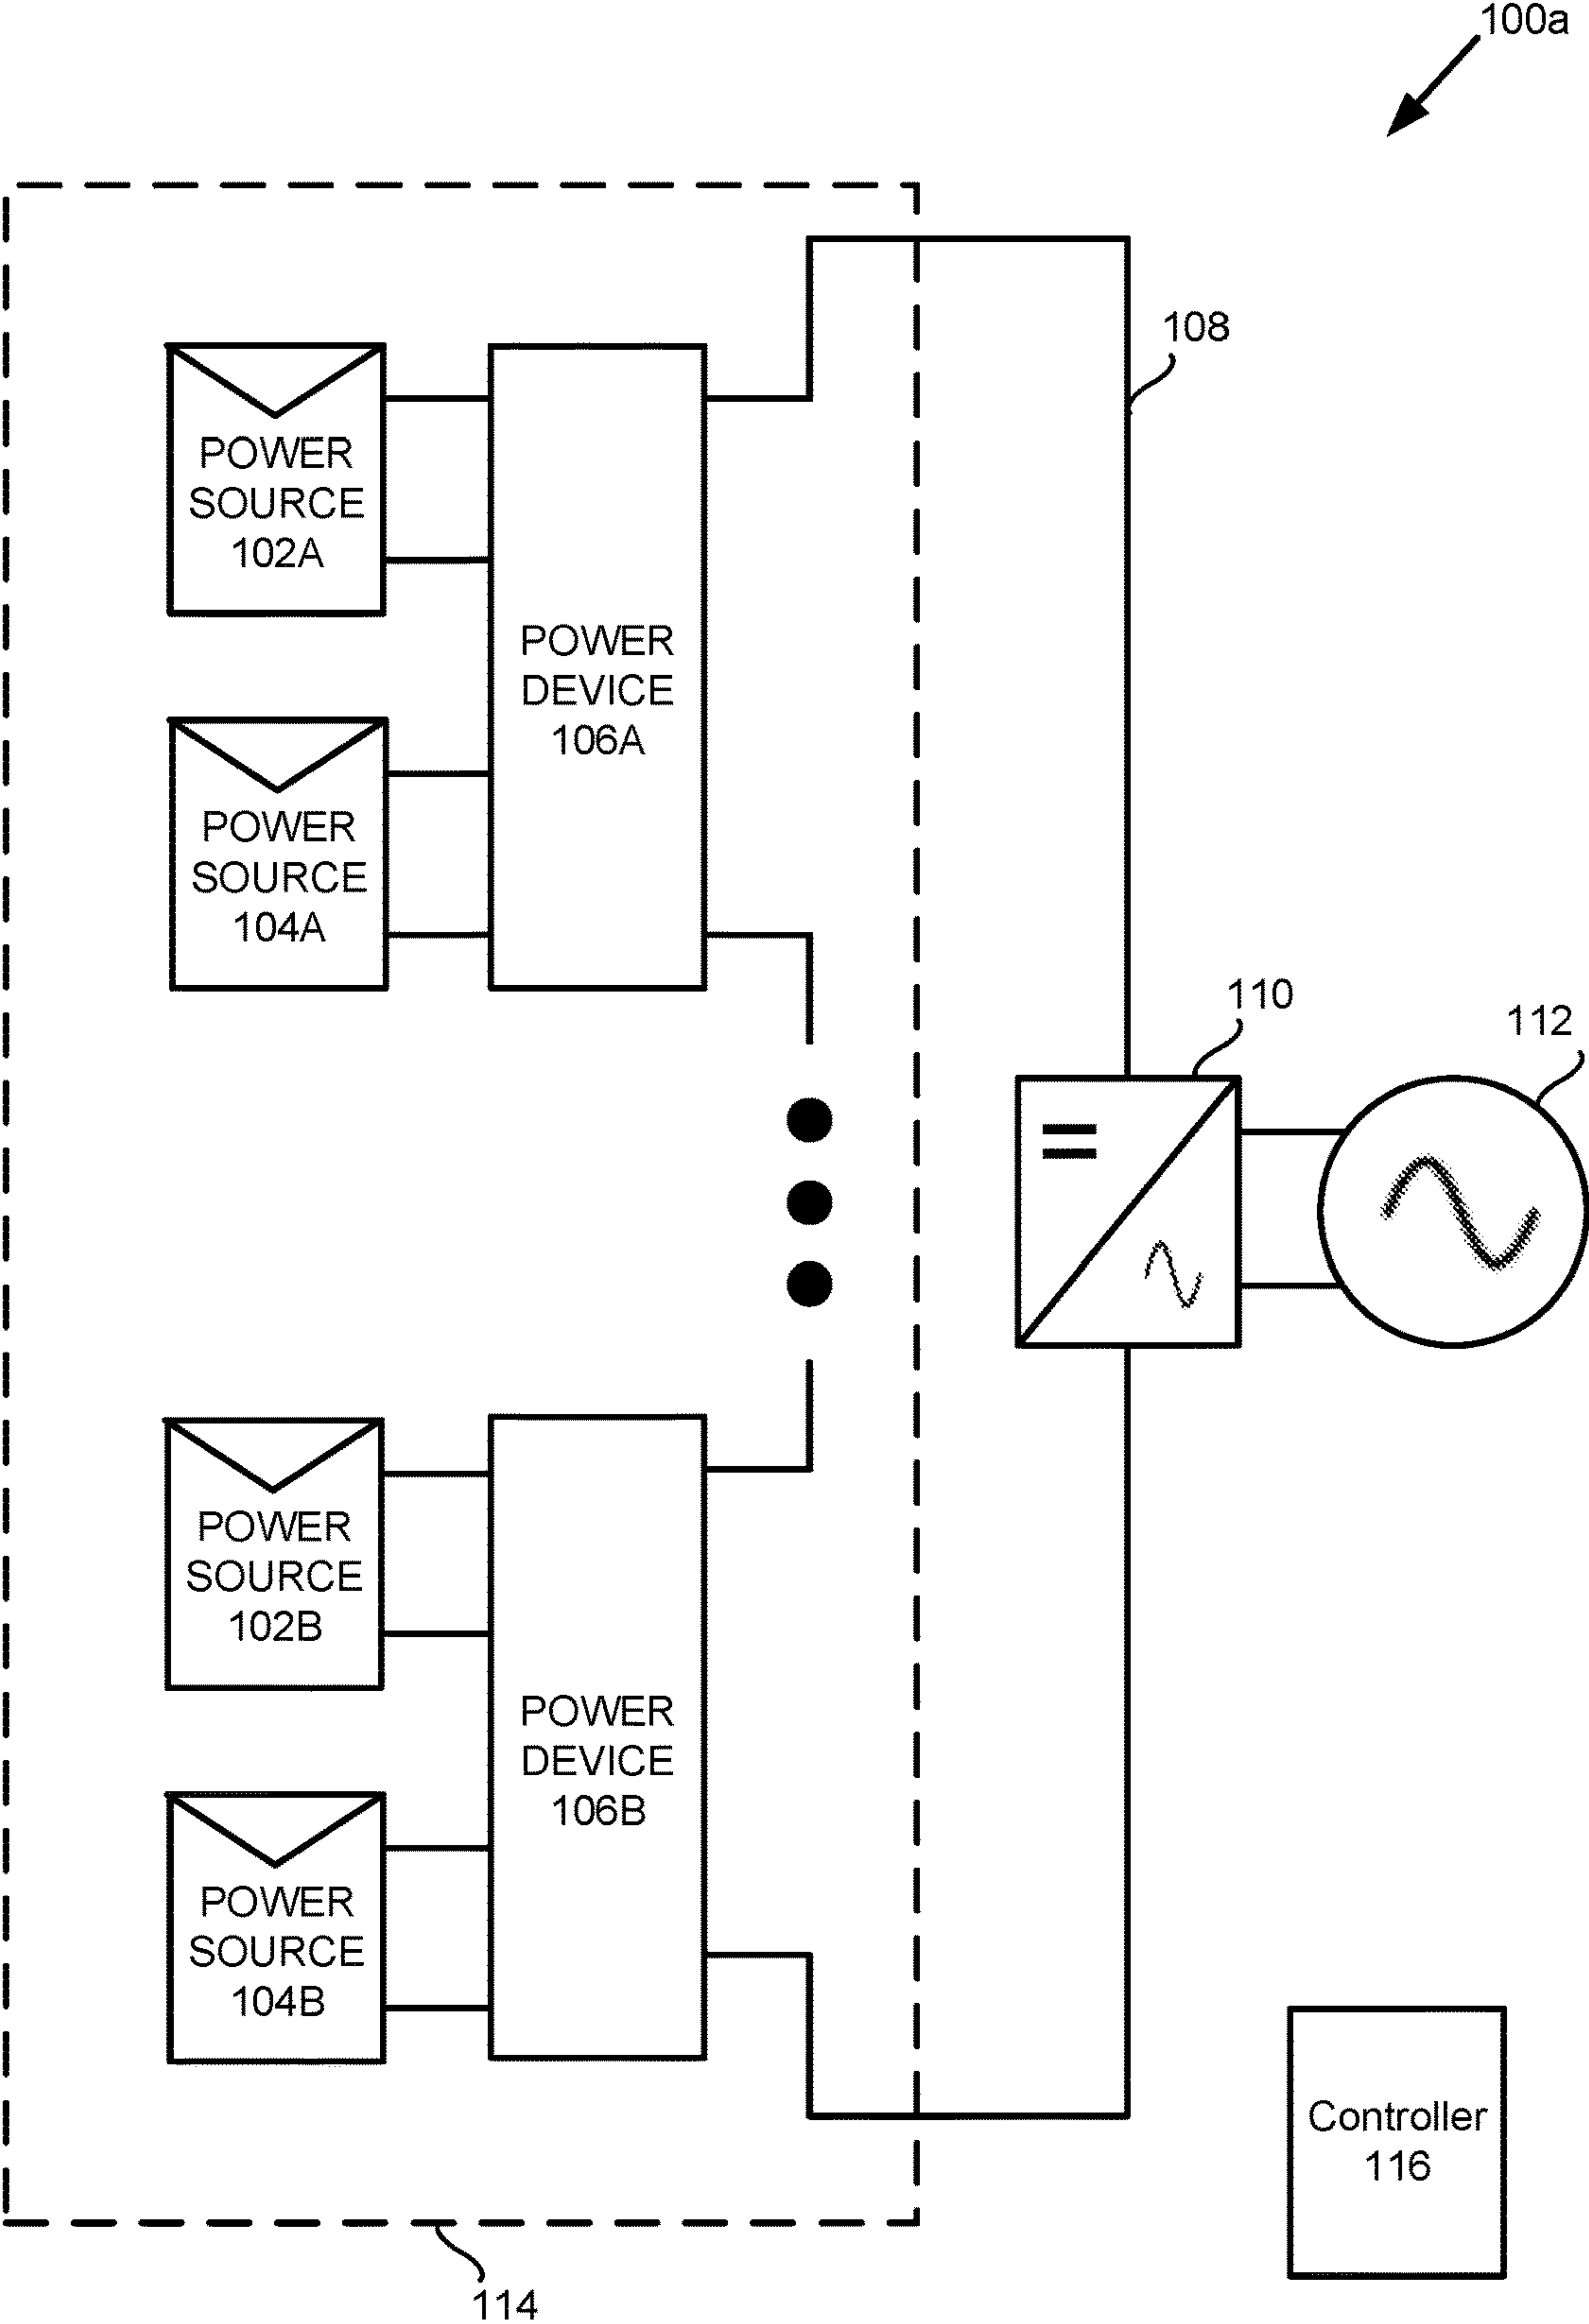 100a
108
POWER
SOURCE
102A
POWER
DEVICE
106A
POWER
SOURCE
104A
110
112
POWER
SOURCE
102B
POWER
DEVICE
106B
POWER
SOURCE
104B
Controller
116
114